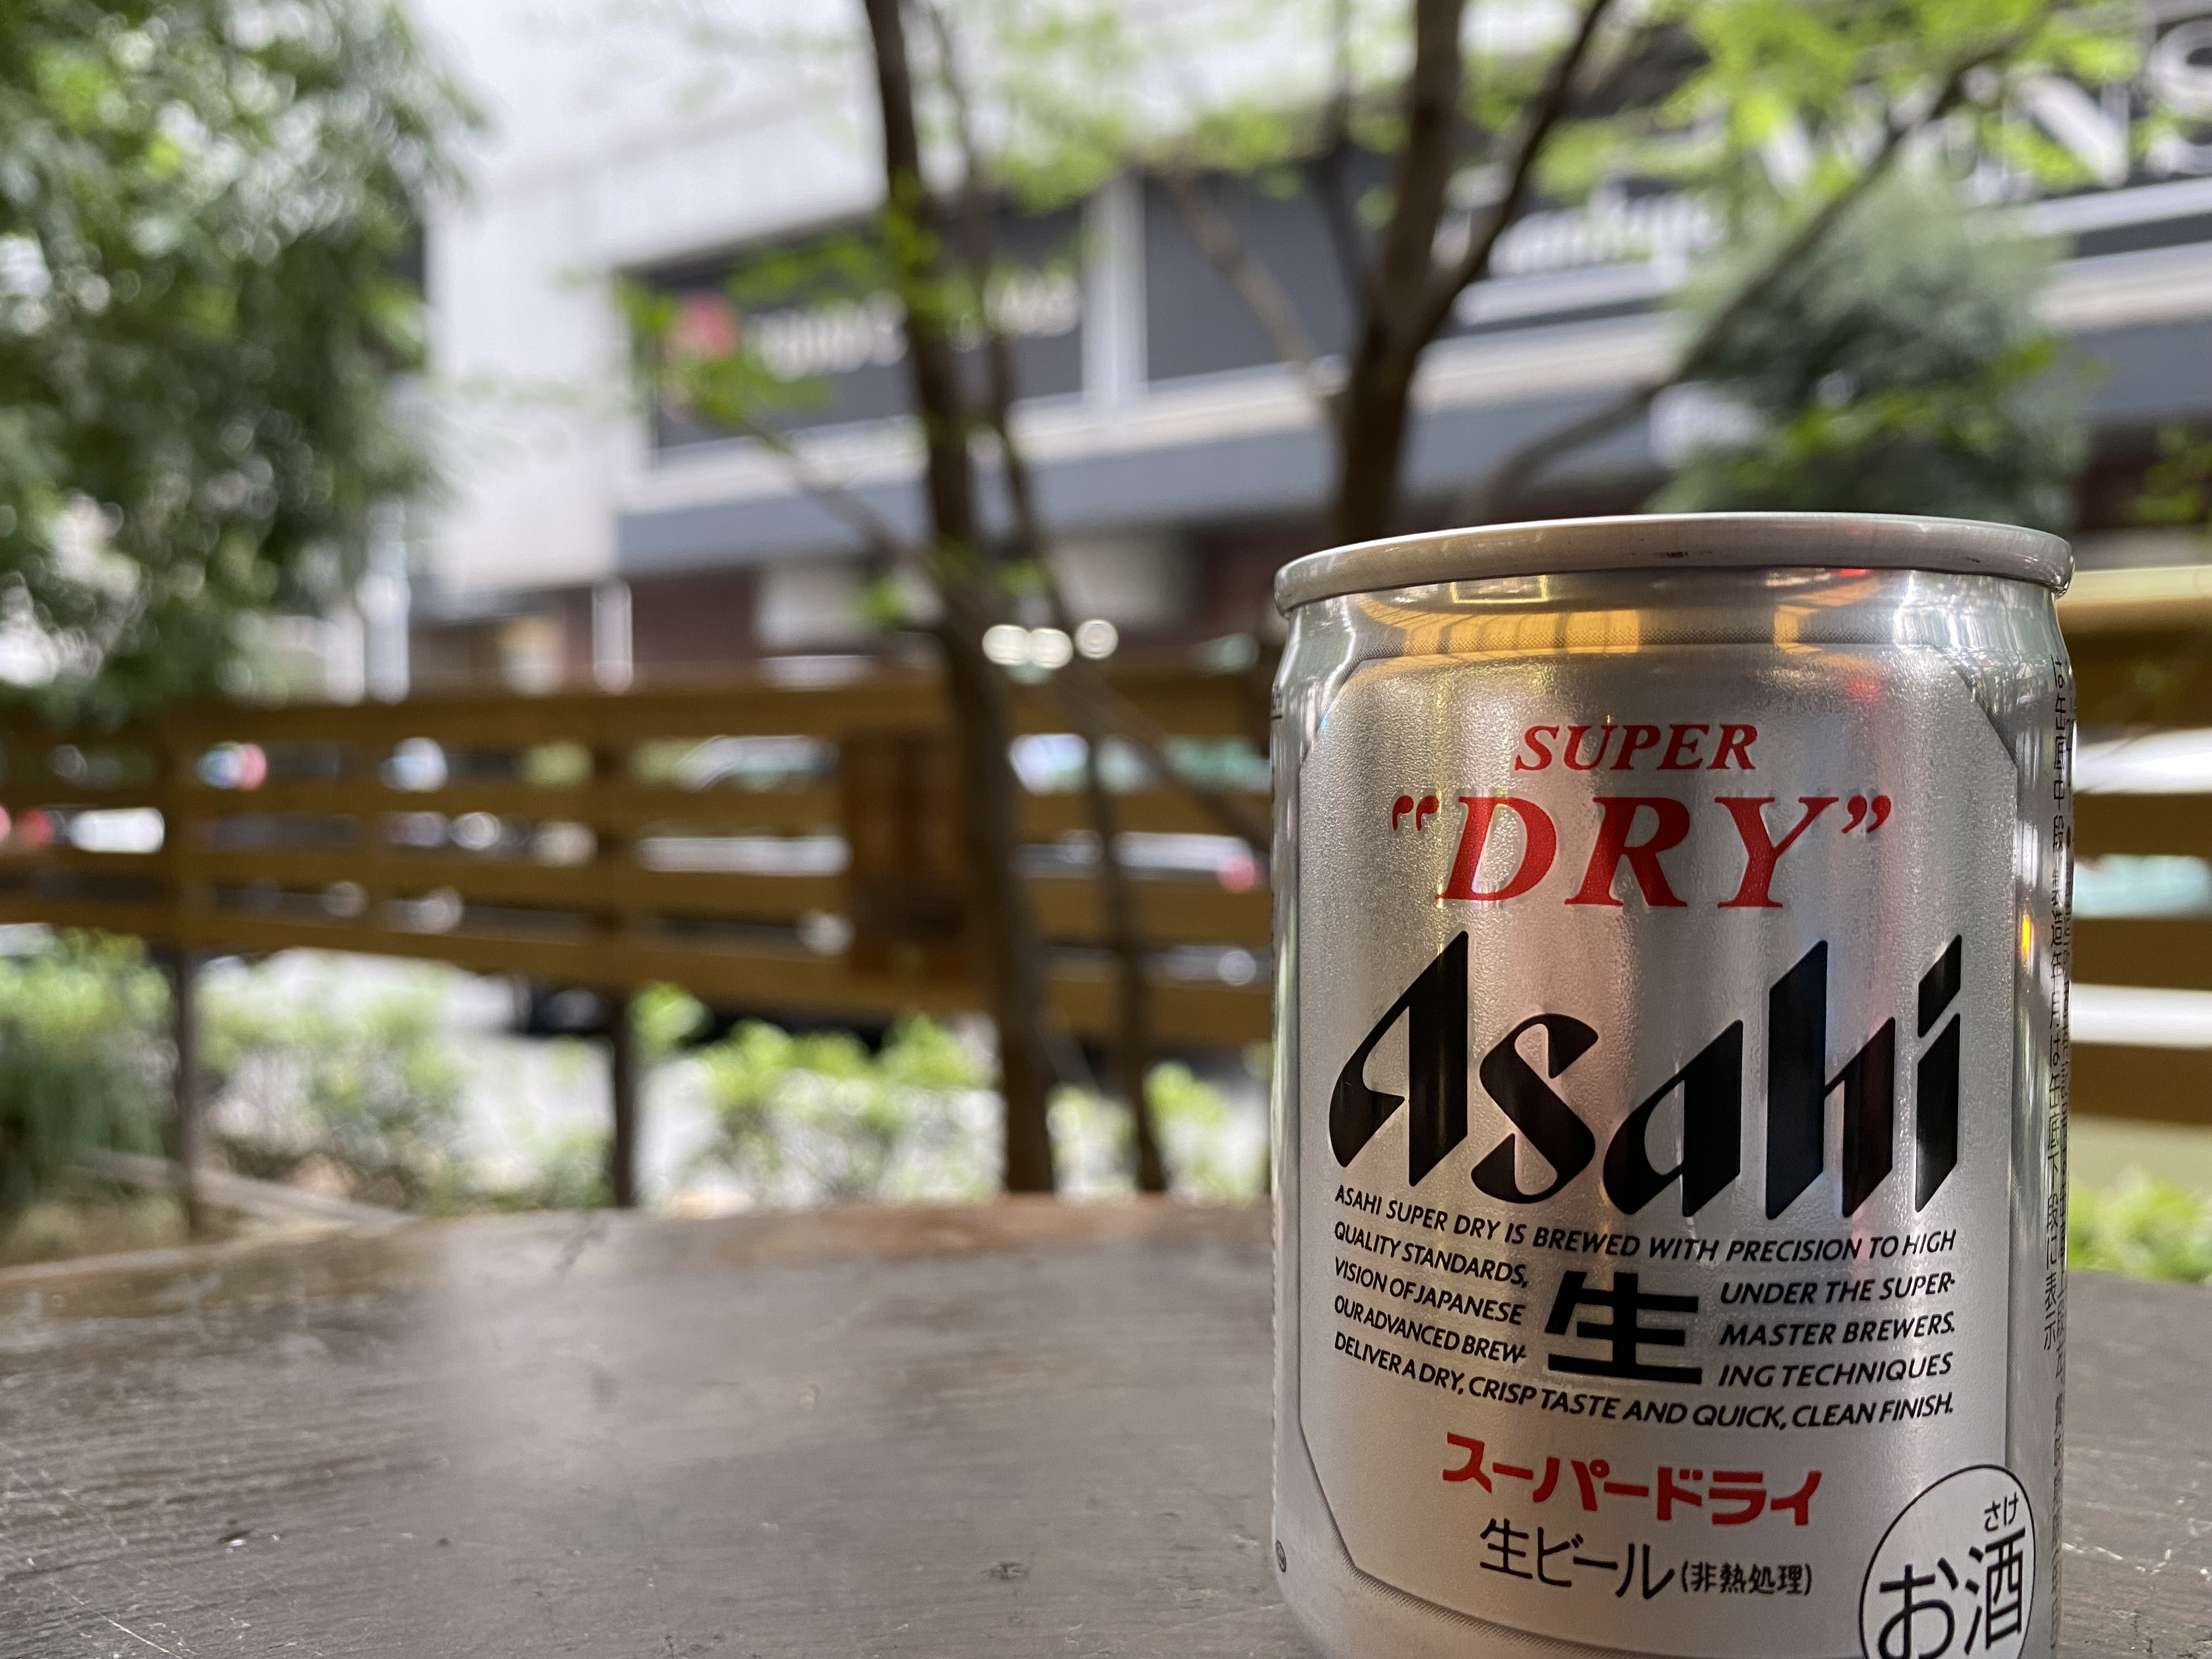 SUPER
“DRY”
Asahi
ASAHI SUPER DRY IS BREWED WITH PRECISION TO HIGH
QUALITY STANDARDS, UNDER THE SUPER-
VISION OF JAPANESE MASTER BREWERS.
OUR ADVANCED BREW- ING TECHNIQUES
DELIVER A DRY, CRISP TASTE AND QUICK, CLEAN FINISH.
生
スーパードライ
生ビール(非熱処理)
さけ
お酒